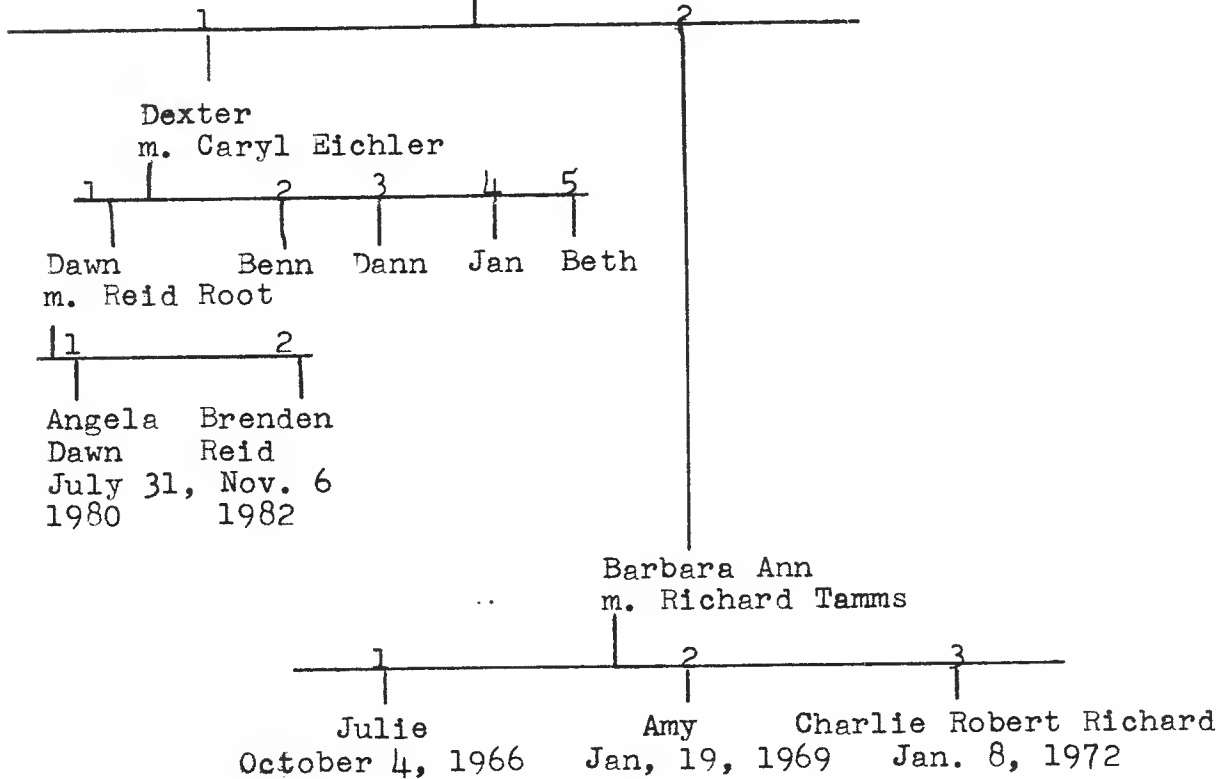 1 2
Dexter
m. Caryl Eichler
1 2 3 4 5
Dawn Benn Dann Jan Beth
m. Reid Root
1 2
Angela Brenden
Dawn Reid
July 31, Nov. 6
1980 1982
Barbara Ann
m. Richard Tamms
1 2 3
Julie Amy Charlie Robert Richard
October 4, 1966 Jan, 19, 1969 Jan. 8, 1972